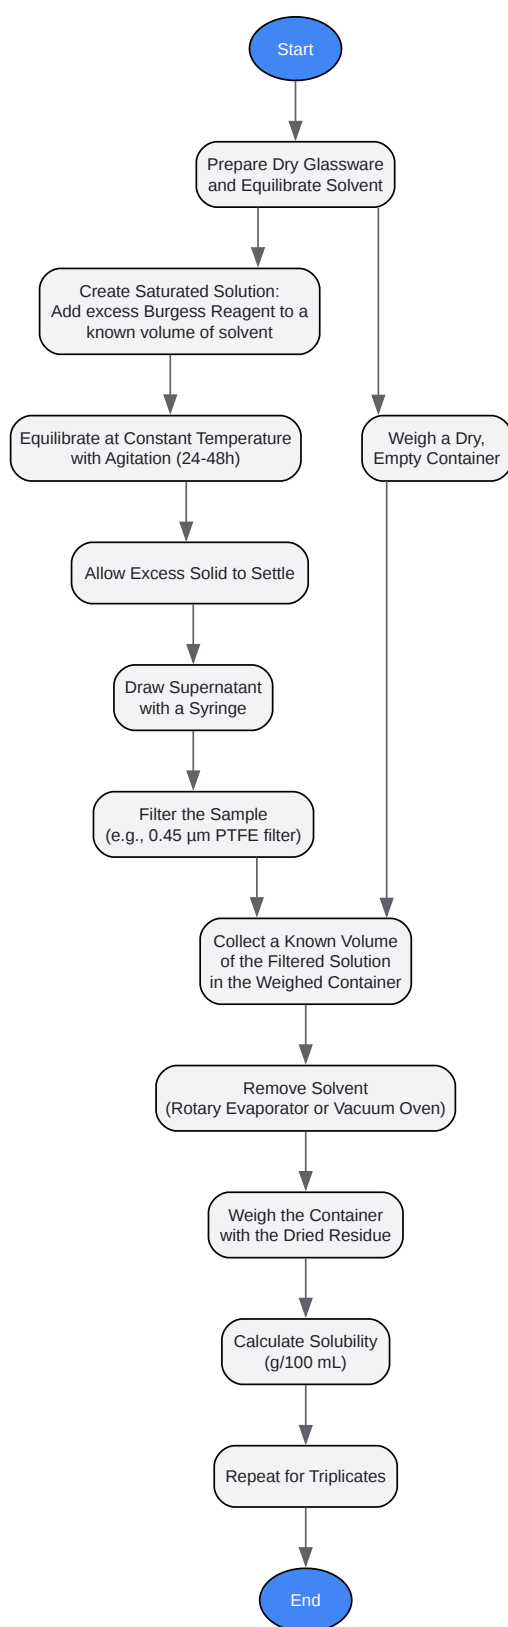 Start
Prepare Dry Glassware
and Equilibrate Solvent
Create Saturated Solution:
Add excess Burgess Reagent to a
known volume of solvent
Equilibrate at Constant Temperature
with Agitation (24-48h)
Weigh a Dry,
Empty Container
Allow Excess Solid to Settle
Draw Supernatant
with a Syringe
Filter the Sample
(e.g., 0.45 µm PTFE filter)
Collect a Known Volume
of the Filtered Solution
in the Weighed Container
Remove Solvent
(Rotary Evaporator or Vacuum Oven)
Weigh the Container
with the Dried Residue
Calculate Solubility
(g/100 mL)
Repeat for Triplicates
End